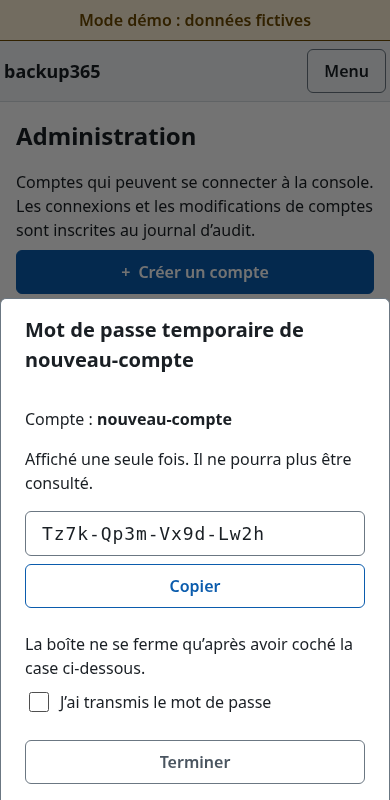 Mode démo : données fictives
backup365
Menu
Administration
Comptes qui peuvent se connecter à la console.
Les connexions et les modifications de comptes
sont inscrites au journal d’audit.
+ Créer un compte
Mot de passe temporaire de
nouveau-compte
Compte : nouveau-compte
Affiché une seule fois. Il ne pourra plus être
consulté.
Tz7k-Qp3m-Vx9d-Lw2h
Copier
La boîte ne se ferme qu’après avoir coché la
case ci-dessous.
J’ai transmis le mot de passe
Terminer